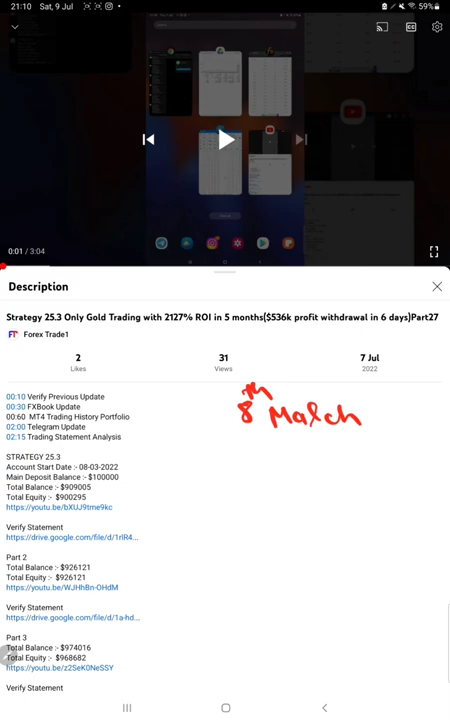 21:10 Sat, 9 Jul 59%
0:01 / 3:04
Description
Strategy 25.3 Only Gold Trading with 2127% ROI in 5 months($536k profit withdrawal in 6 days)Part27
FT Forex Trade1
2 31 7 Jul
Likes Views 2022
8th March
00:10 Verify Previous Update
00:30 FXBook Update
00:60 MT4 Trading History Portfolio
02:00 Telegram Update
02:15 Trading Statement Analysis
STRATEGY 25.3
Account Start Date :- 08-03-2022
Main Deposit Balance :- $100000
Total Balance :- $909005
Total Equity :- $900295
https://youtu.be/bXUJ9tme9kc
Verify Statement
https://drive.google.com/file/d/1rlR4...
Part 2
Total Balance :- $926121
Total Equity :- $926121
https://youtu.be/WJHhBn-OHdM
Verify Statement
https://drive.google.com/file/d/1a-hd...
Part 3
Total Balance :- $974016
Total Equity :- $968682
https://youtu.be/z2SeK0NeSSY
Verify Statement